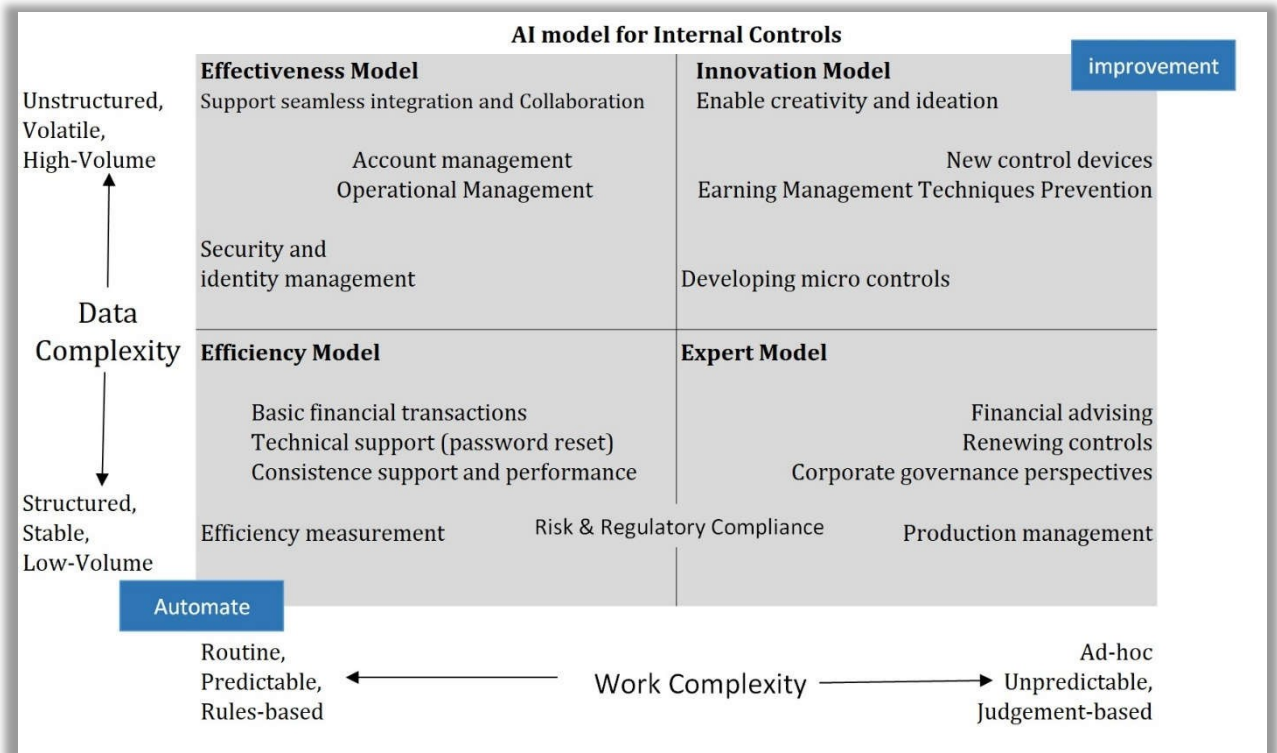 AI model for Internal Controls
improvement
Effectiveness Model
Support seamless integration and Collaboration
Account management
Operational Management
Security and
identity management
Innovation Model
Enable creativity and ideation
New control devices
Earning Management Techniques Prevention
Developing micro controls
Unstructured,
Volatile,
High-Volume
Data
Complexity
Structured,
Stable,
Low-Volume
Efficiency Model
Basic financial transactions
Technical support (password reset)
Consistence support and performance
Efficiency measurement
Risk & Regulatory Compliance
Expert Model
Financial advising
Renewing controls
Corporate governance perspectives
Production management
Automate
Routine,
Predictable,
Rules-based
Work Complexity
Ad-hoc
Unpredictable,
Judgement-based